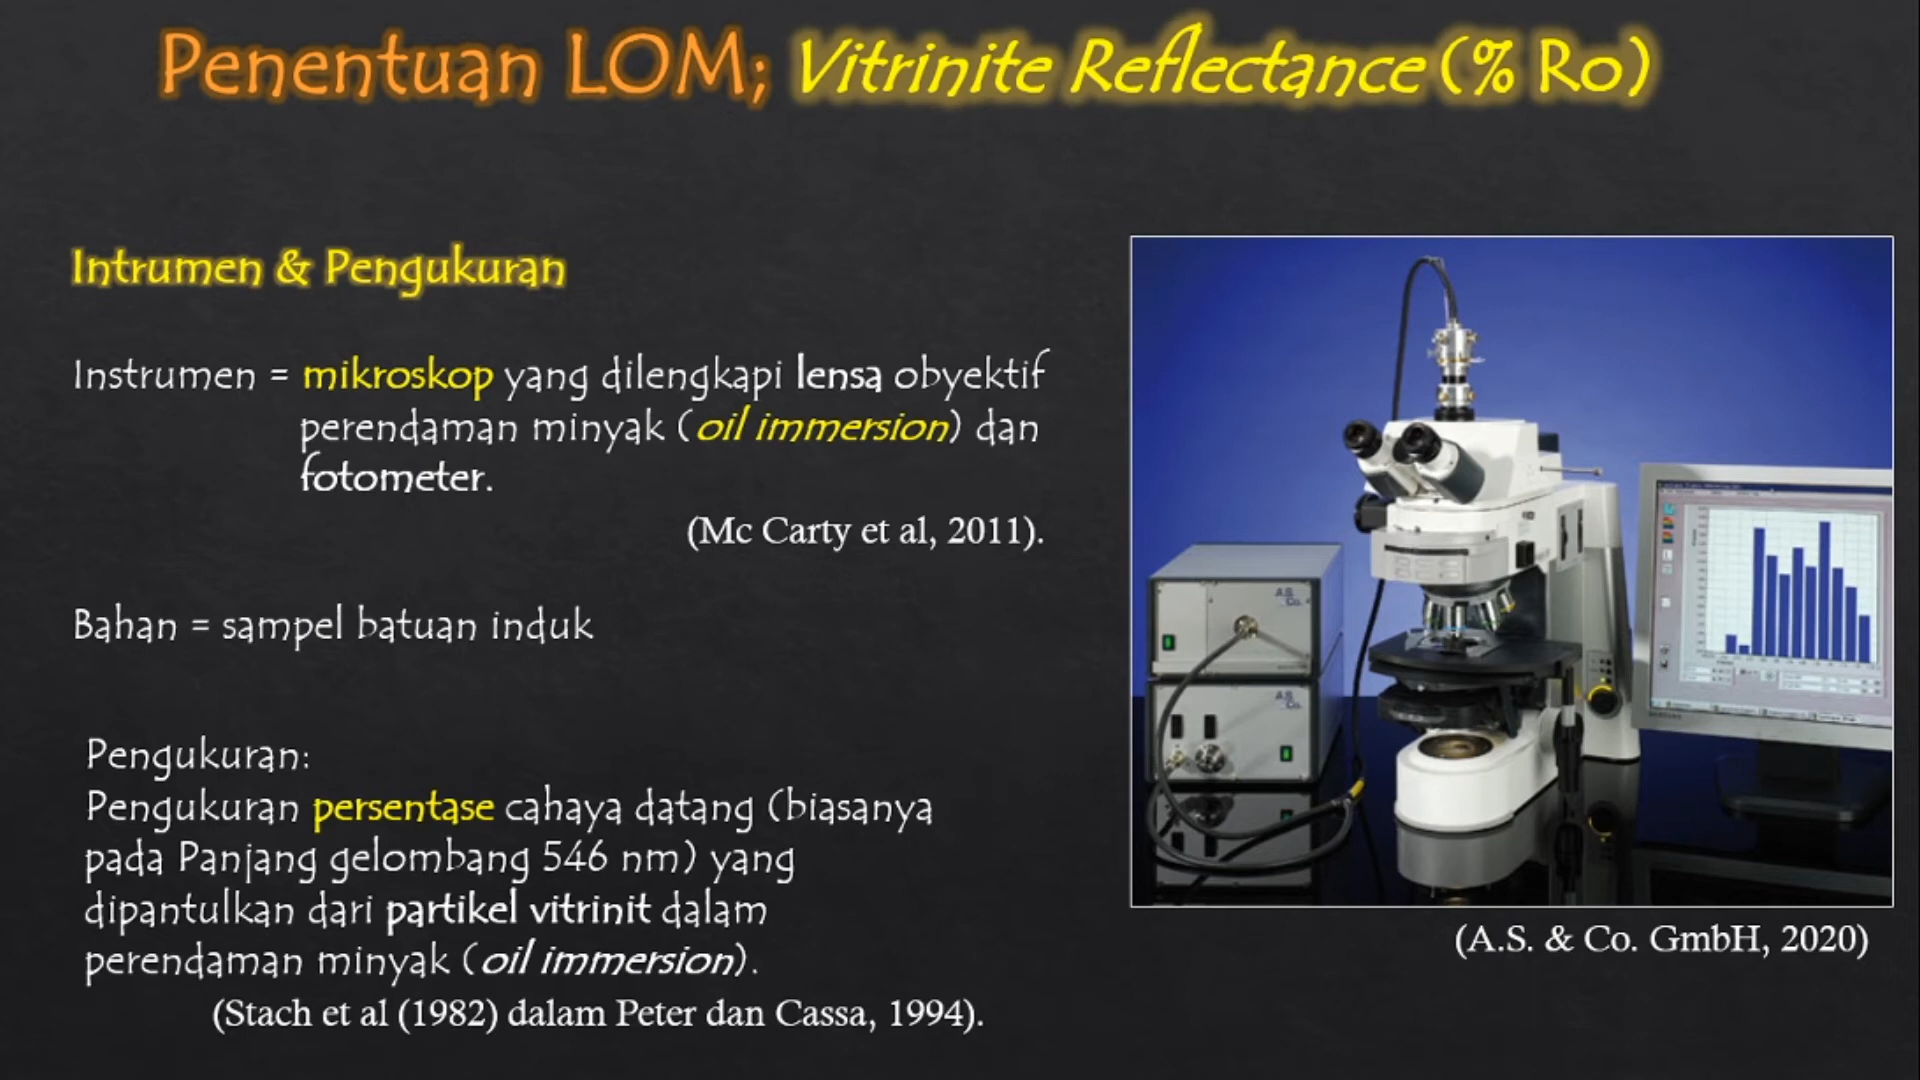 Penentuan LOM; Vitrinite Reflectance (% Ro)
Intrumen & Pengukuran
Instrumen = mikroskop yang dilengkapi lensa obyektif
perendaman minyak (oil immersion) dan
fotometer.
(Mc Carty et al, 2011).
Bahan = sampel batuan induk
Pengukuran:
Pengukuran persentase cahaya datang (biasanya
pada Panjang gelombang 546 nm) yang
dipantulkan dari partikel vitrinit dalam
perendaman minyak (oil immersion).
(Stach et al (1982) dalam Peter dan Cassa, 1994).
A.S.
& Co.
A.S.
& Co.
(A.S. & Co. GmbH, 2020)